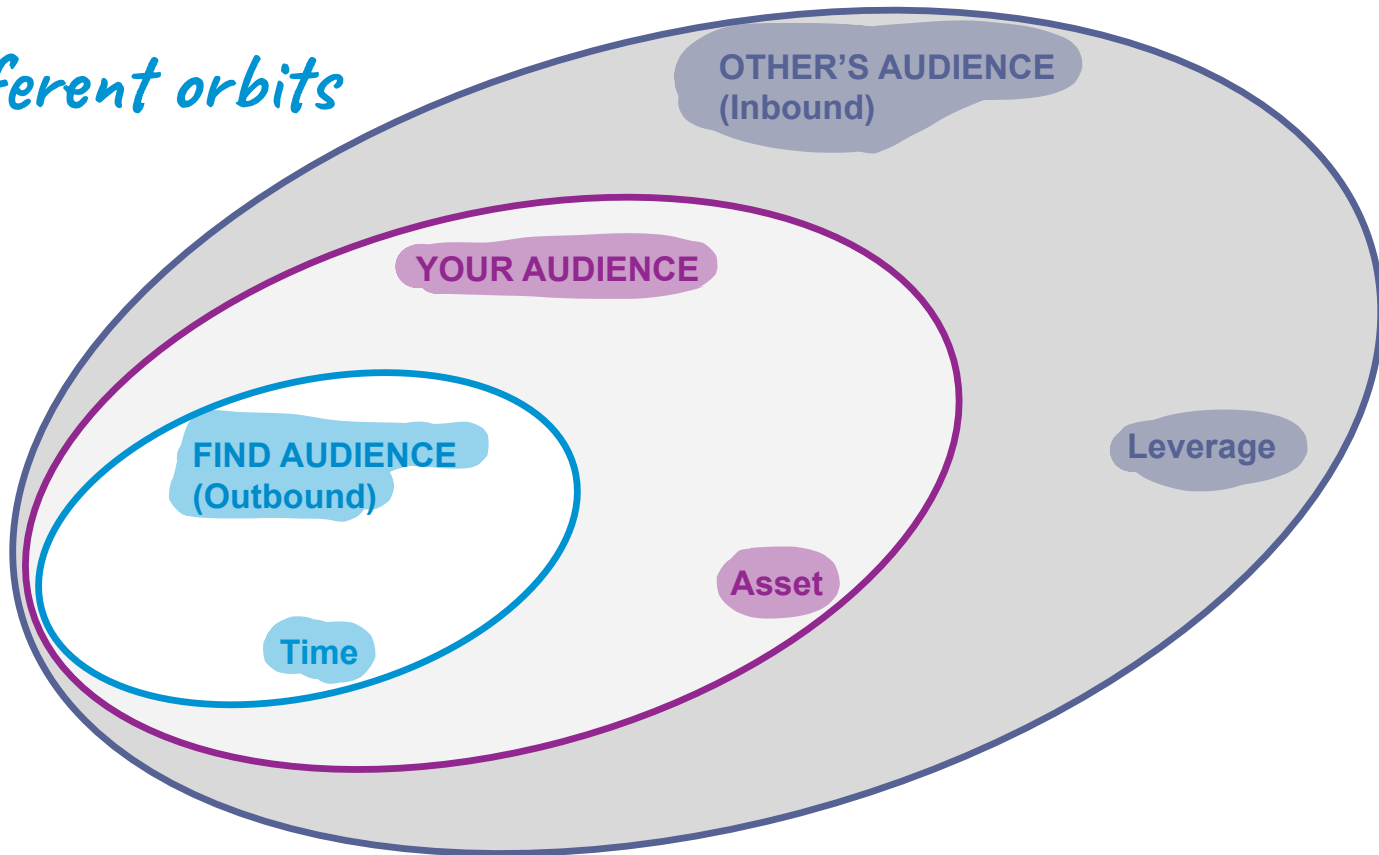 ferent orbits
OTHER'S AUDIENCE
(Inbound)
YOUR AUDIENCE
FIND AUDIENCE
(Outbound)
Leverage
Asset
Time